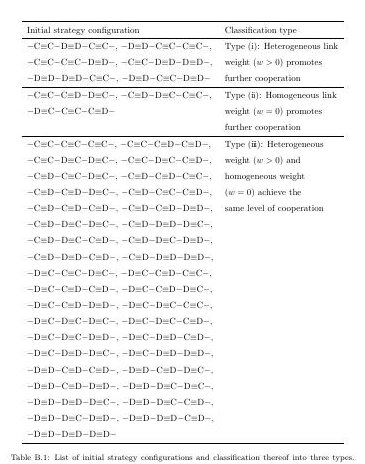 Initial strategy configuration Classification type
−C≡C−D≡D−C≡C−, −D≡D−C≡C−C≡C−, Type (i): Heterogeneous link
−C≡C−C≡D−D≡D−, −C≡C−D≡D−D≡D−, weight (w > 0) promotes
−D≡D−D≡D−C≡C−, −D≡D−C≡C−D≡D− further cooperation
−C≡C−C≡D−D≡C−, −C≡D−D≡C−C≡C−, Type (ii): Homogeneous link
−D≡C−C≡C−C≡D− weight (w = 0) promotes
further cooperation
−C≡C−C≡C−C≡C−, −C≡C−C≡D−C≡D−, Type (iii): Heterogeneous
−C≡C−D≡C−D≡C−, −C≡C−D≡C−C≡D−, weight (w > 0) and
−C≡D−C≡C−D≡C−, −C≡D−C≡D−C≡C−, homogeneous weight
−C≡D−C≡D−D≡C−, −C≡D−C≡C−C≡D−, (w = 0) achieve the
−C≡D−C≡D−C≡D−, −C≡D−C≡D−D≡D−, same level of cooperation
−C≡D−D≡C−D≡C−, −C≡D−D≡D−D≡C−,
−C≡D−D≡C−C≡D−, −C≡D−D≡C−D≡D−,
−C≡D−D≡D−C≡D−, −C≡D−D≡D−D≡D−,
−D≡C−C≡D−D≡C−, −D≡C−C≡D−C≡C−,
−D≡C−C≡D−C≡D−, −D≡C−C≡D−D≡C−,
−D≡C−C≡D−D≡D−, −D≡C−D≡C−C≡C−,
−D≡C−D≡C−D≡C−, −D≡C−D≡C−C≡D−,
−D≡C−D≡C−D≡D−, −D≡C−D≡D−C≡D−,
−D≡C−D≡D−D≡C−, −D≡C−D≡D−D≡D−,
−D≡D−C≡D−C≡D−, −D≡D−C≡D−D≡C−,
−D≡D−C≡D−D≡D−, −D≡D−D≡C−D≡C−,
−D≡D−D≡D−D≡C−, −D≡D−D≡C−C≡D−,
−D≡D−D≡C−D≡D−, −D≡D−D≡D−C≡D−,
−D≡D−D≡D−D≡D−
Table B.1: List of initial strategy configurations and classification thereof into three types.